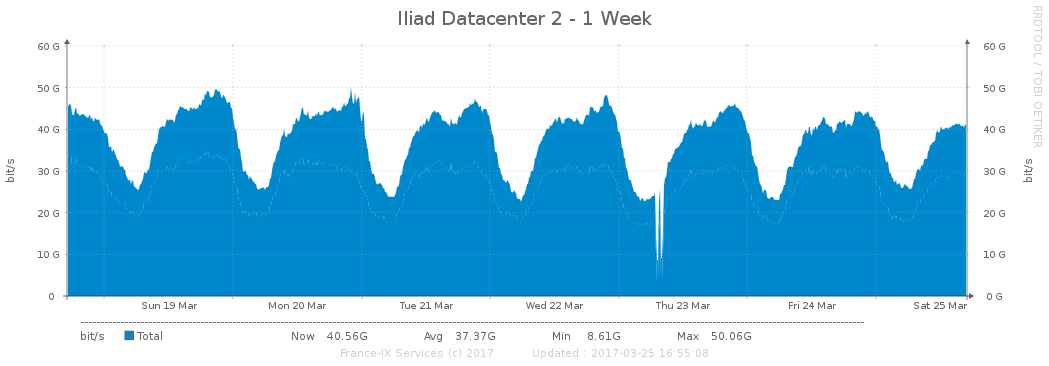 Iliad Datacenter 2 - 1 Week
RRDTOOL / TOBI OETIKER
60 G 60 G
50 G 50 G
40 G 40 G
30 G 30 G
20 G 20 G
10 G 10 G
0 0 G
bit/s bit/s
Sun 19 Mar Mon 20 Mar Tue 21 Mar Wed 22 Mar Thu 23 Mar Fri 24 Mar Sat 25 Mar
bit/s Total Now 40.56G Avg 37.37G Min 8.61G Max 50.06G
France-IX Services (c) 2017 Updated : 2017-03-25 16:55:08